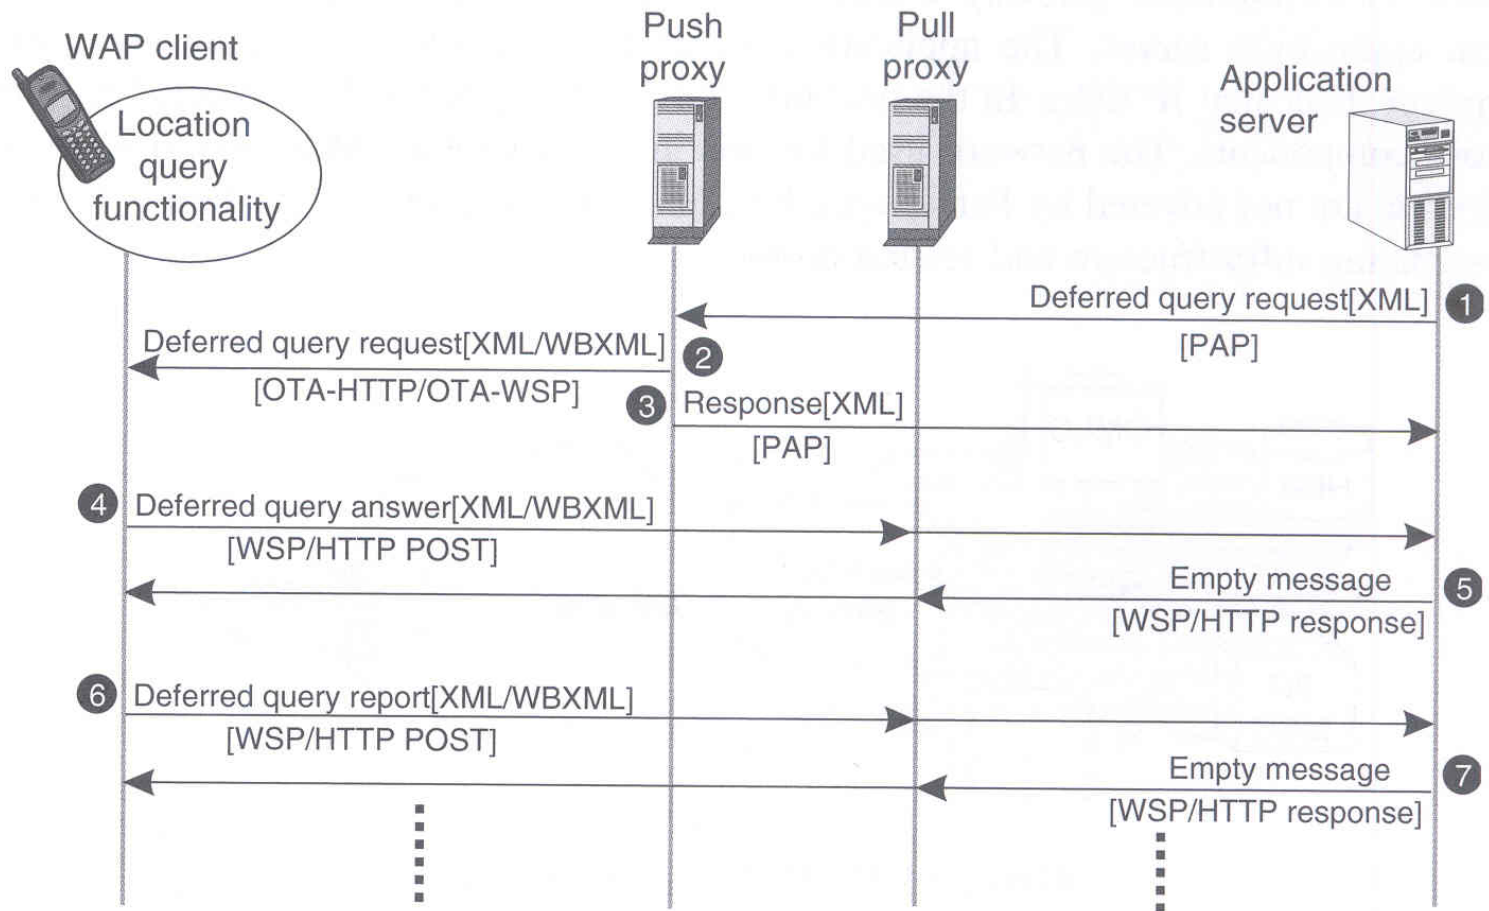 WAP client
Location
query
functionality
Push
proxy
Pull
proxy
Application
server
Deferred query request[XML]
1
[PAP]
Deferred query request[XML/WBXML]
2
[OTA-HTTP/OTA-WSP]
3
Response[XML]
[PAP]
4
Deferred query answer[XML/WBXML]
[WSP/HTTP POST]
Empty message
5
[WSP/HTTP response]
6
Deferred query report[XML/WBXML]
[WSP/HTTP POST]
Empty message
7
[WSP/HTTP response]